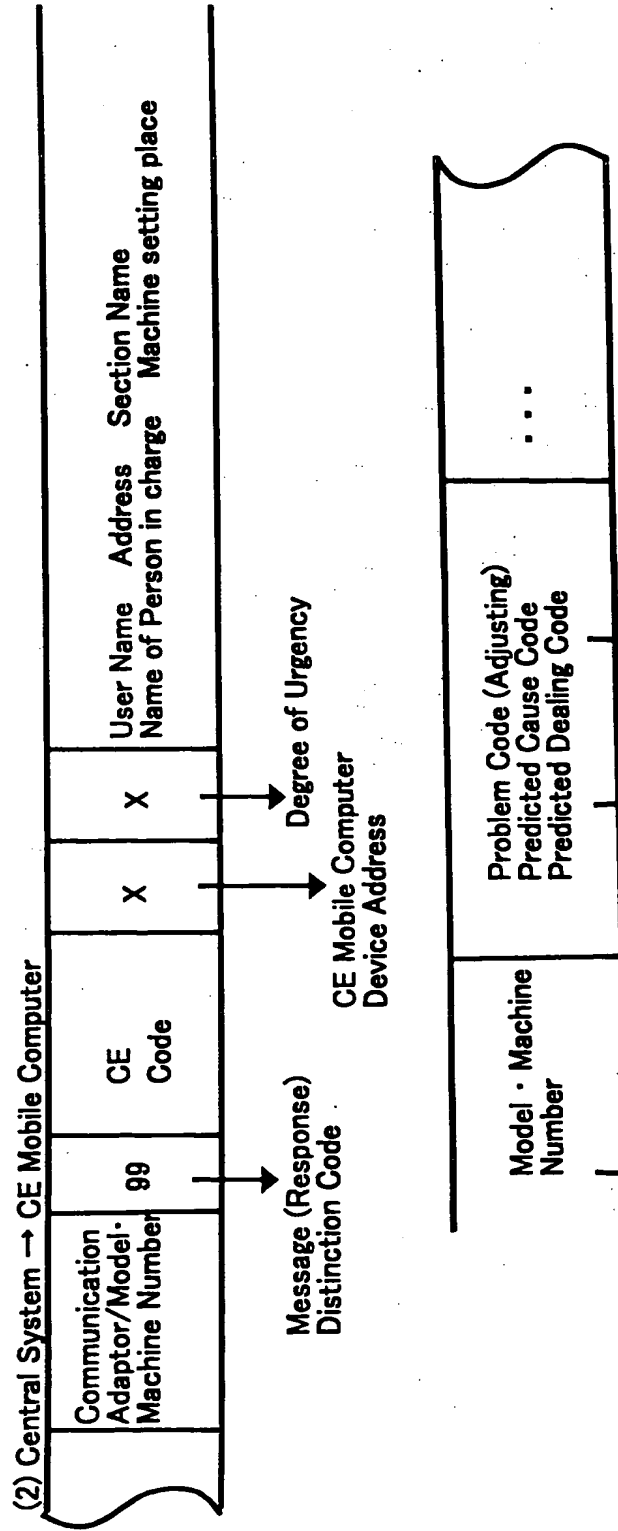 (2) Central System → CE Mobile Computer
Communication
Adaptor/Model·
Machine Number
99
CE
Code
X
X
User Name Address Section Name
Name of Person in charge Machine setting place
Message (Response)
Distinction Code
CE Mobile Computer
Device Address
Degree of Urgency
Model · Machine
Number
Problem Code (Adjusting)
Predicted Cause Code
Predicted Dealing Code
...